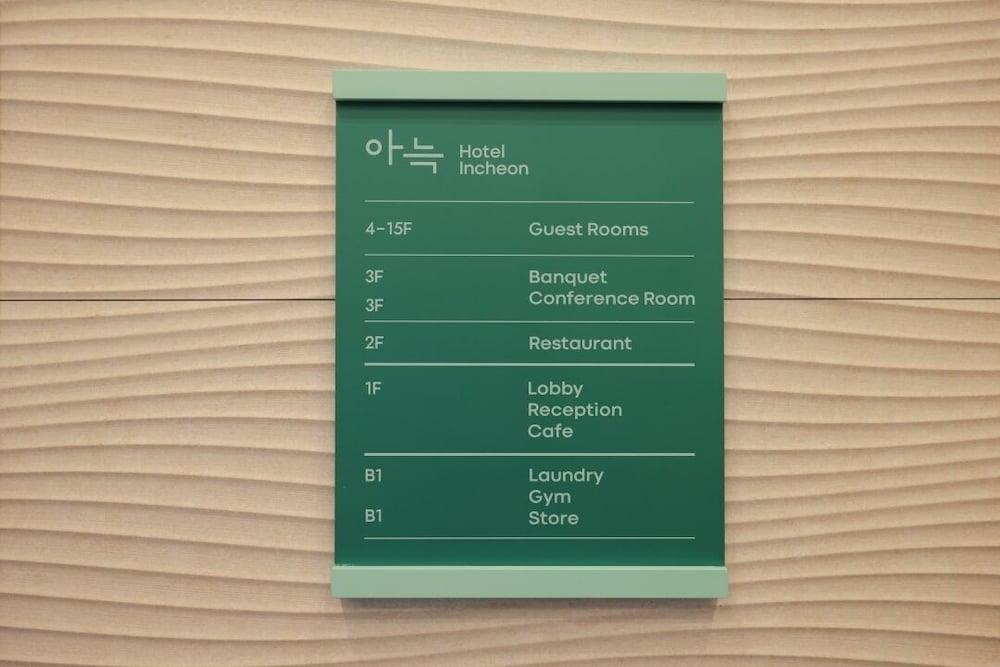 아늑 Hotel
Incheon
4-15F Guest Rooms
3F Banquet
3F Conference Room
2F Restaurant
1F Lobby
Reception
Cafe
B1 Laundry
Gym
B1 Store